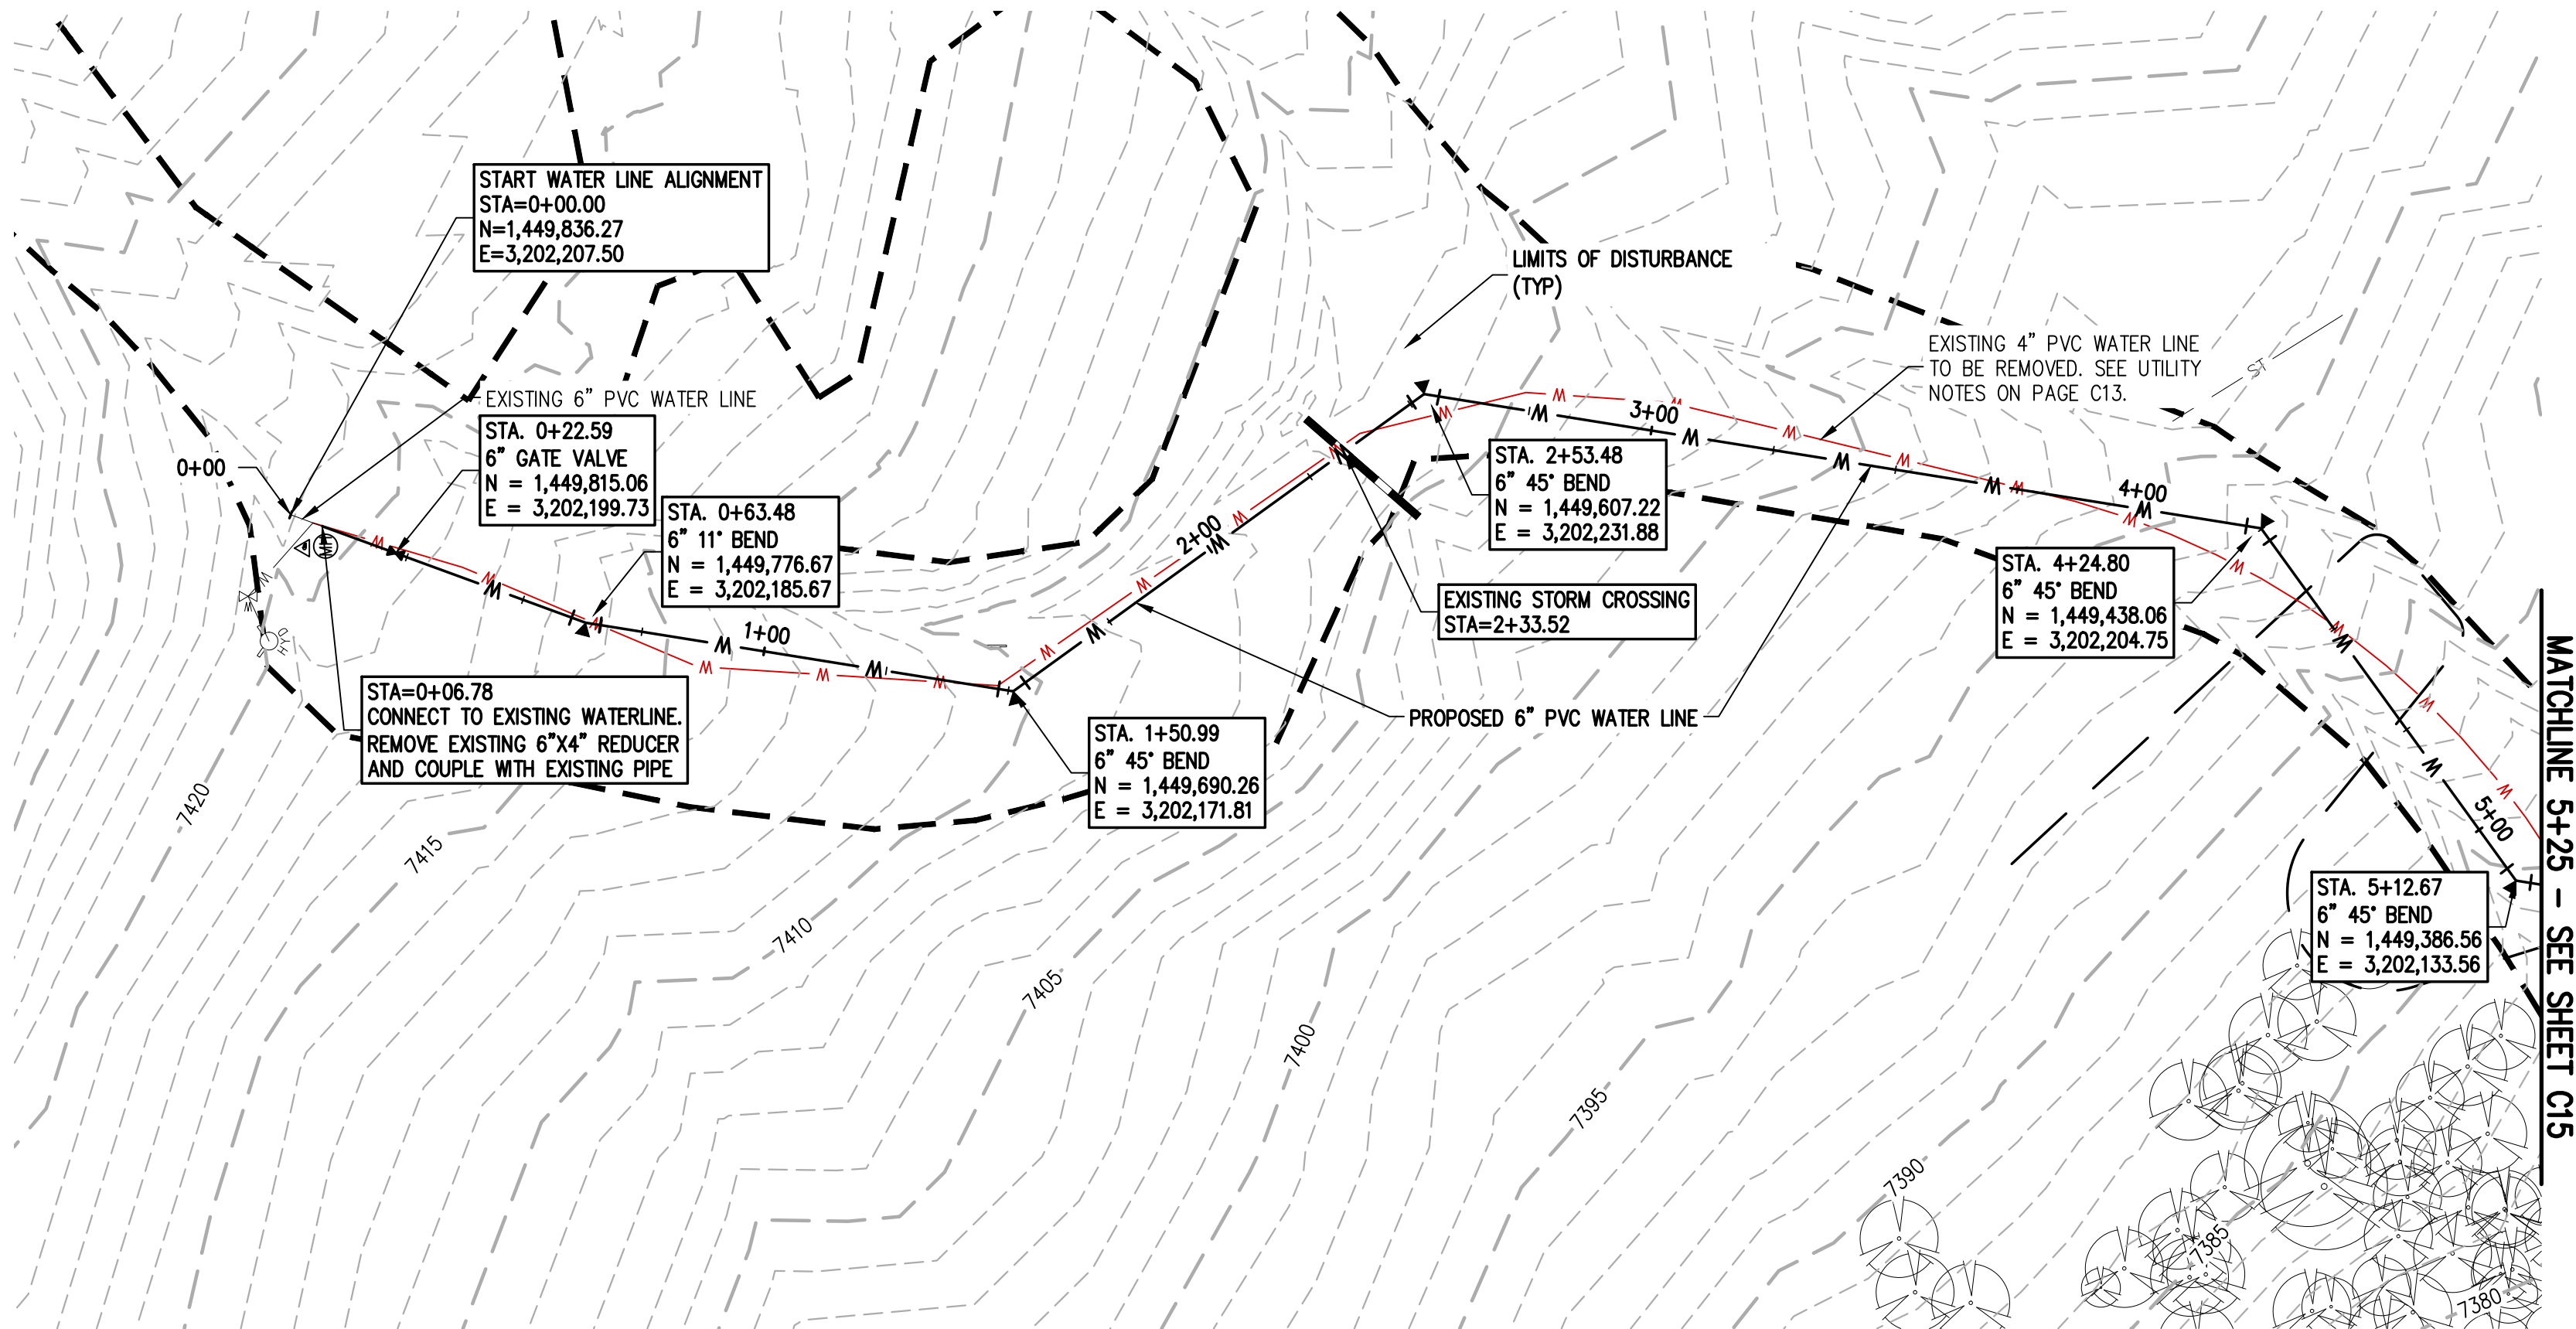 START WATER LINE ALIGNMENT
STA=0+00.00
N=1,449,836.27
E=3,202,207.50
LIMITS OF DISTURBANCE
(TYP)
EXISTING 4" PVC WATER LINE
TO BE REMOVED. SEE UTILITY
NOTES ON PAGE C13.
ST
EXISTING 6" PVC WATER LINE
0+00
STA. 0+22.59
6" GATE VALVE
N = 1,449,815.06
E = 3,202,199.73
STA. 0+63.48
6" 11° BEND
N = 1,449,776.67
E = 3,202,185.67
1+00
2+00
3+00
4+00
5+00
STA. 2+53.48
6" 45° BEND
N = 1,449,607.22
E = 3,202,231.88
EXISTING STORM CROSSING
STA=2+33.52
STA. 4+24.80
6" 45° BEND
N = 1,449,438.06
E = 3,202,204.75
HYD
STA=0+06.78
CONNECT TO EXISTING WATERLINE.
REMOVE EXISTING 6"X4" REDUCER
AND COUPLE WITH EXISTING PIPE
STA. 1+50.99
6" 45° BEND
N = 1,449,690.26
E = 3,202,171.81
PROPOSED 6" PVC WATER LINE
STA. 5+12.67
6" 45° BEND
N = 1,449,386.56
E = 3,202,133.56
MATCHLINE 5+25 - SEE SHEET C15
W W W W W W W W W W W W
7420
7415
7410
7405
7400
7395
7390
7385
7380